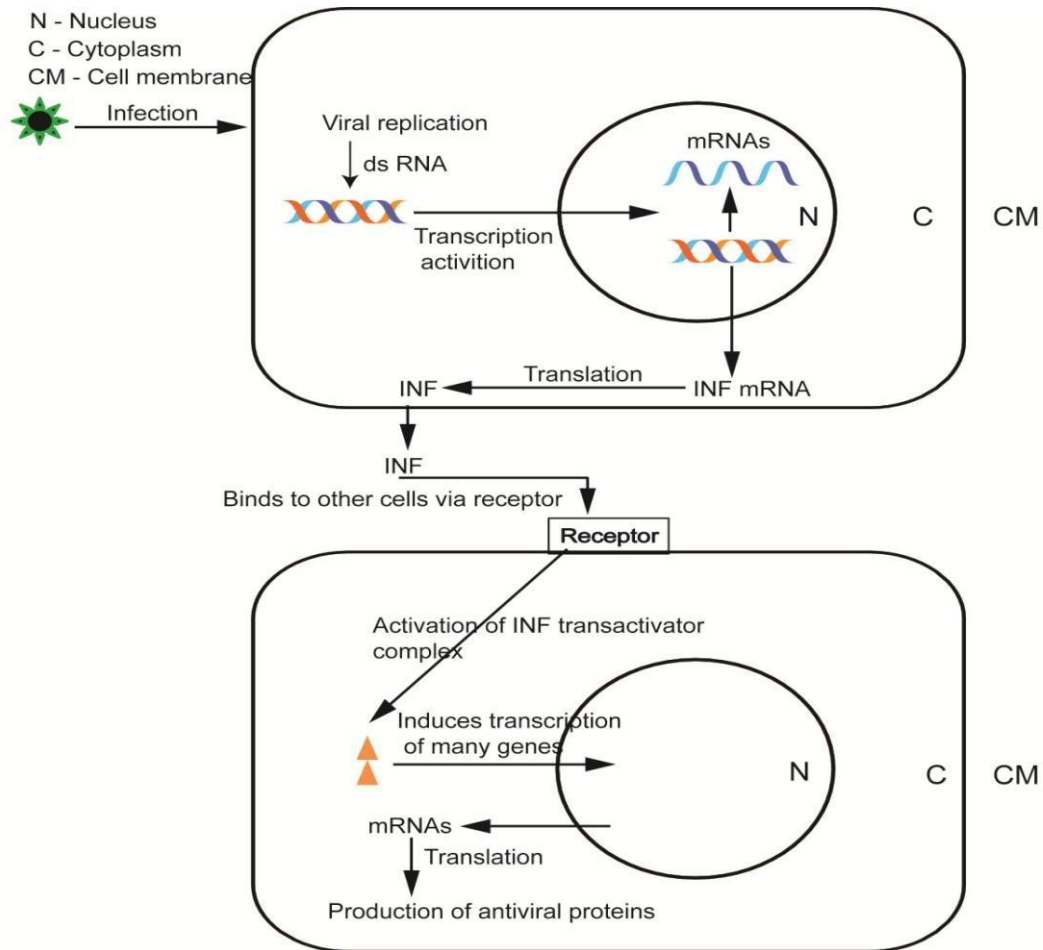 N - Nucleus
C - Cytoplasm
CM - Cell membrane
Infection
Viral replication
ds RNA
Transcription
activition
mRNAs
N
C
CM
INF mRNA
Translation
INF
INF
Binds to other cells via receptor
Receptor
Activation of INF transactivator
complex
Induces transcription
of many genes
N
C
CM
mRNAs
Translation
Production of antiviral proteins